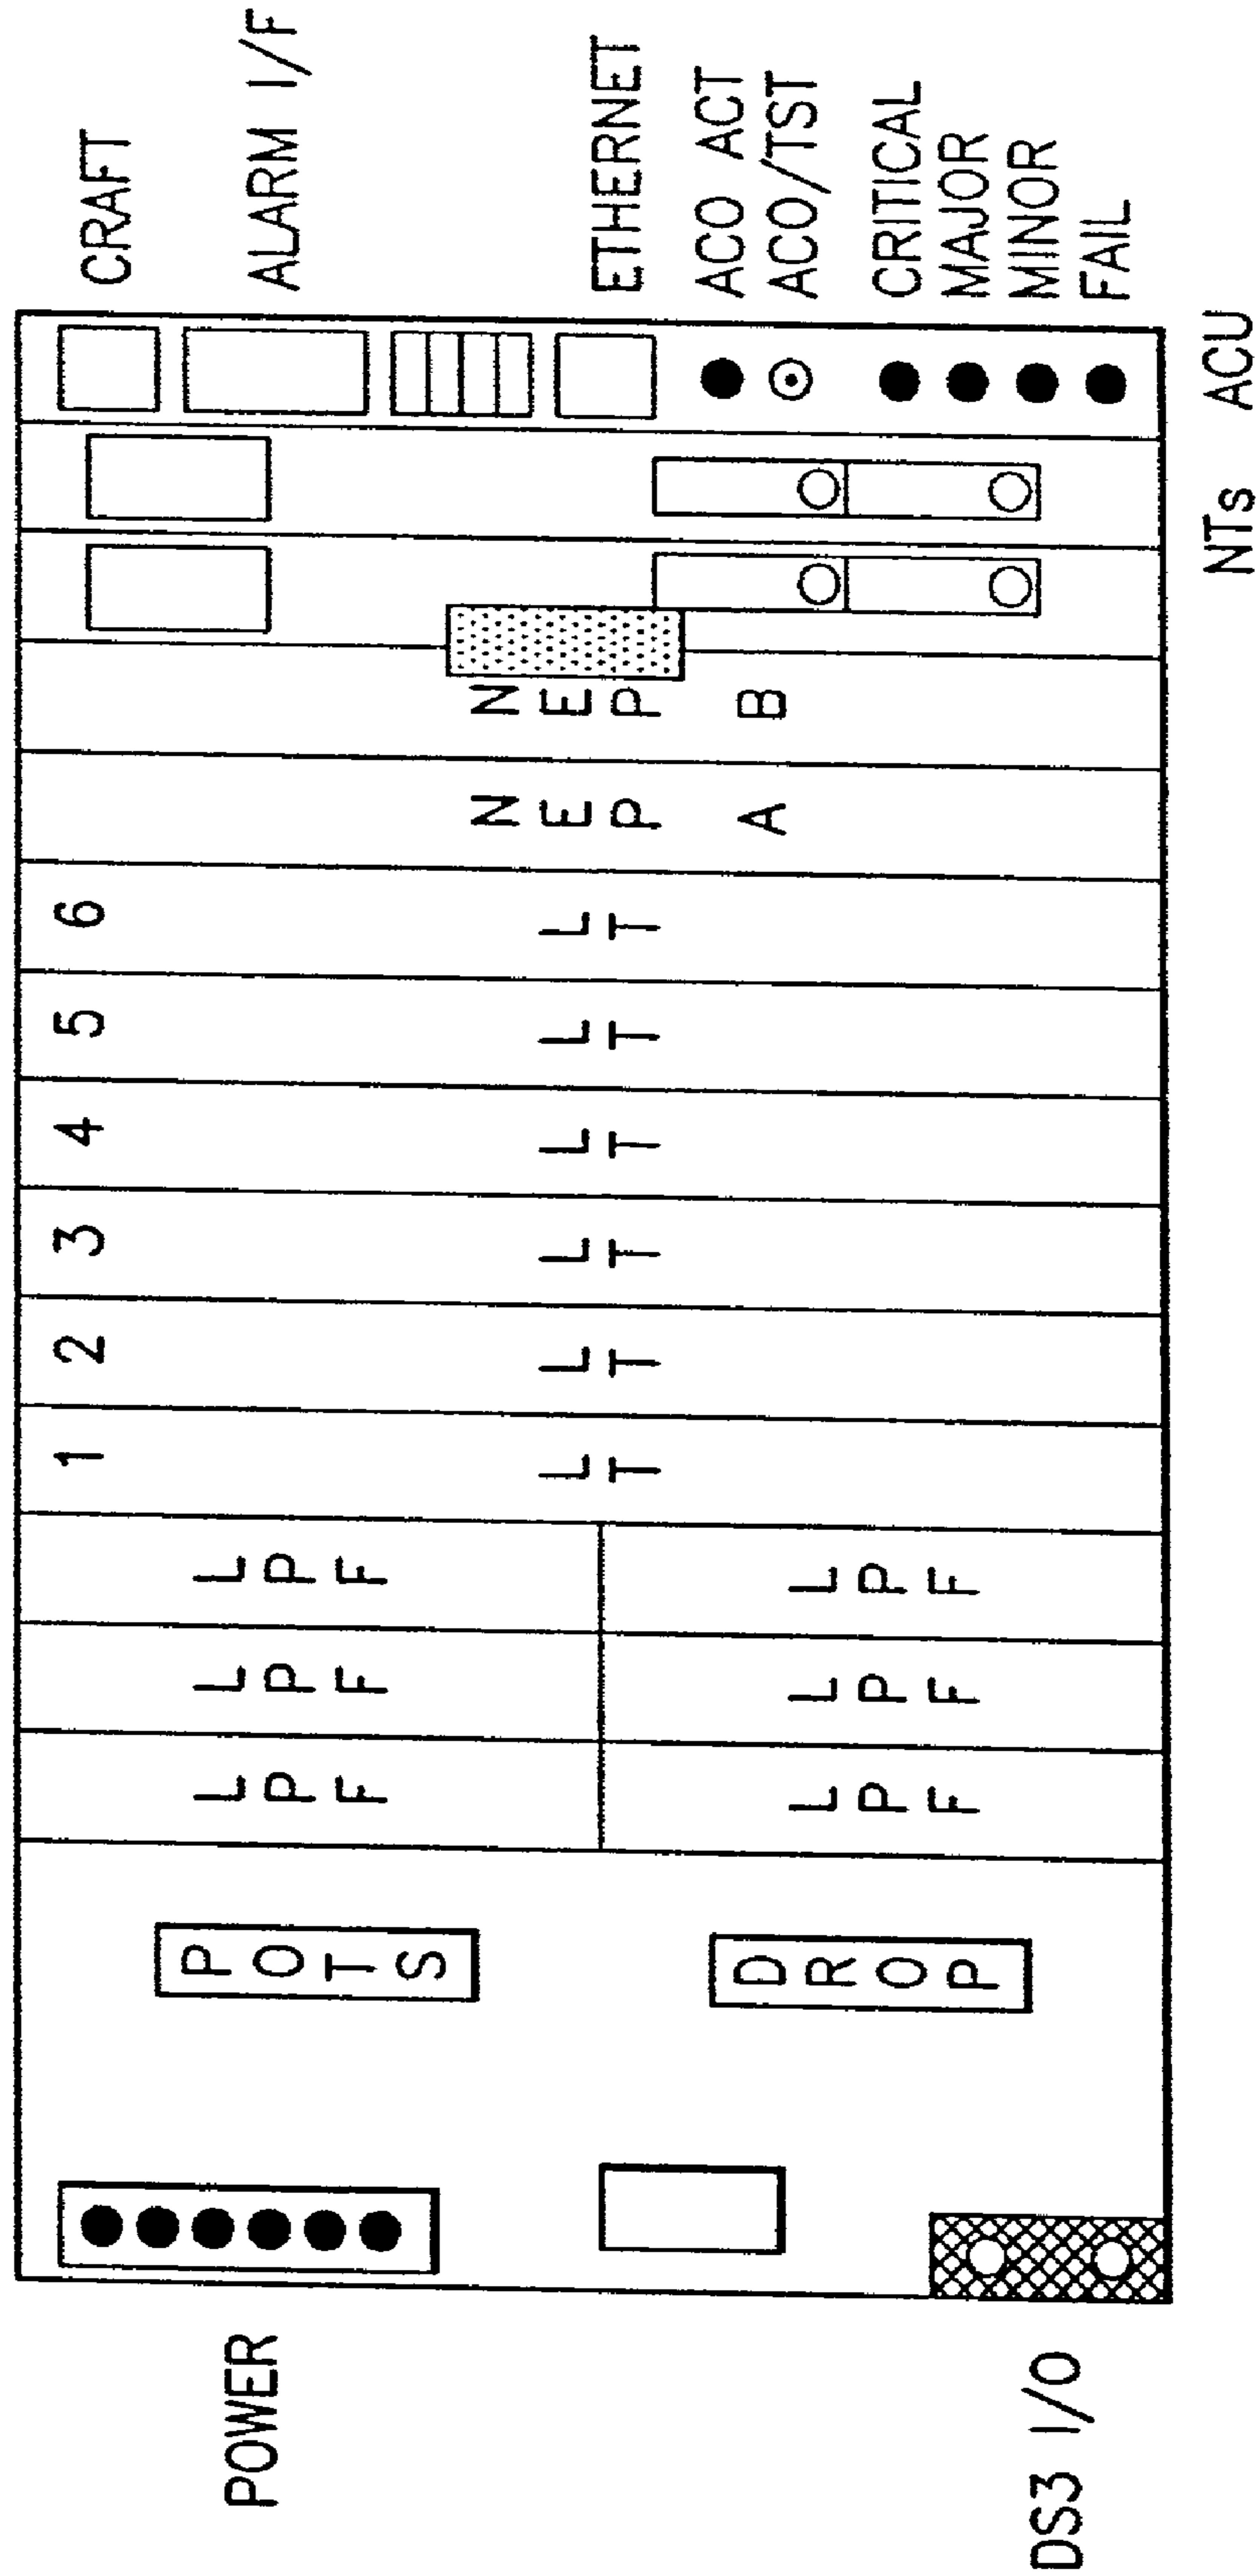 POWER
DS3 I/O
POTS
DROP
LPF
LPF
LPF
LPF
LPF
LPF
1
LT
2
LT
3
LT
4
LT
5
LT
6
LT
NEP A
NEP B
CRAFT
ALARM I/F
ETHERNET
ACO ACT
ACO/TST
CRITICAL
MAJOR
MINOR
FAIL
NTs
ACU